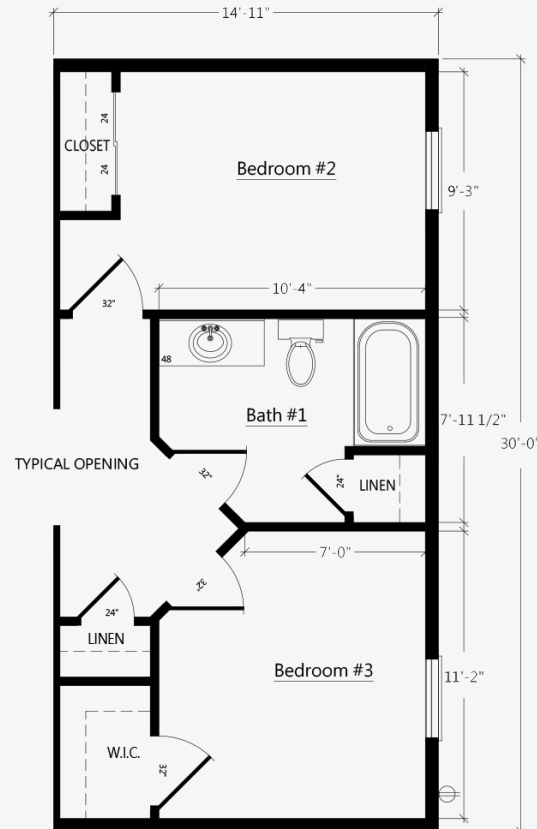 14'-11"
24
CLOSET
24
Bedroom #2
9'-3"
32"
10'-4"
48
Bath #1
7'-11 1/2"
30'-0"
TYPICAL OPENING
32"
24"
LINEN
7'-0"
32"
24"
LINEN
Bedroom #3
11'-2"
W.I.C.
32"